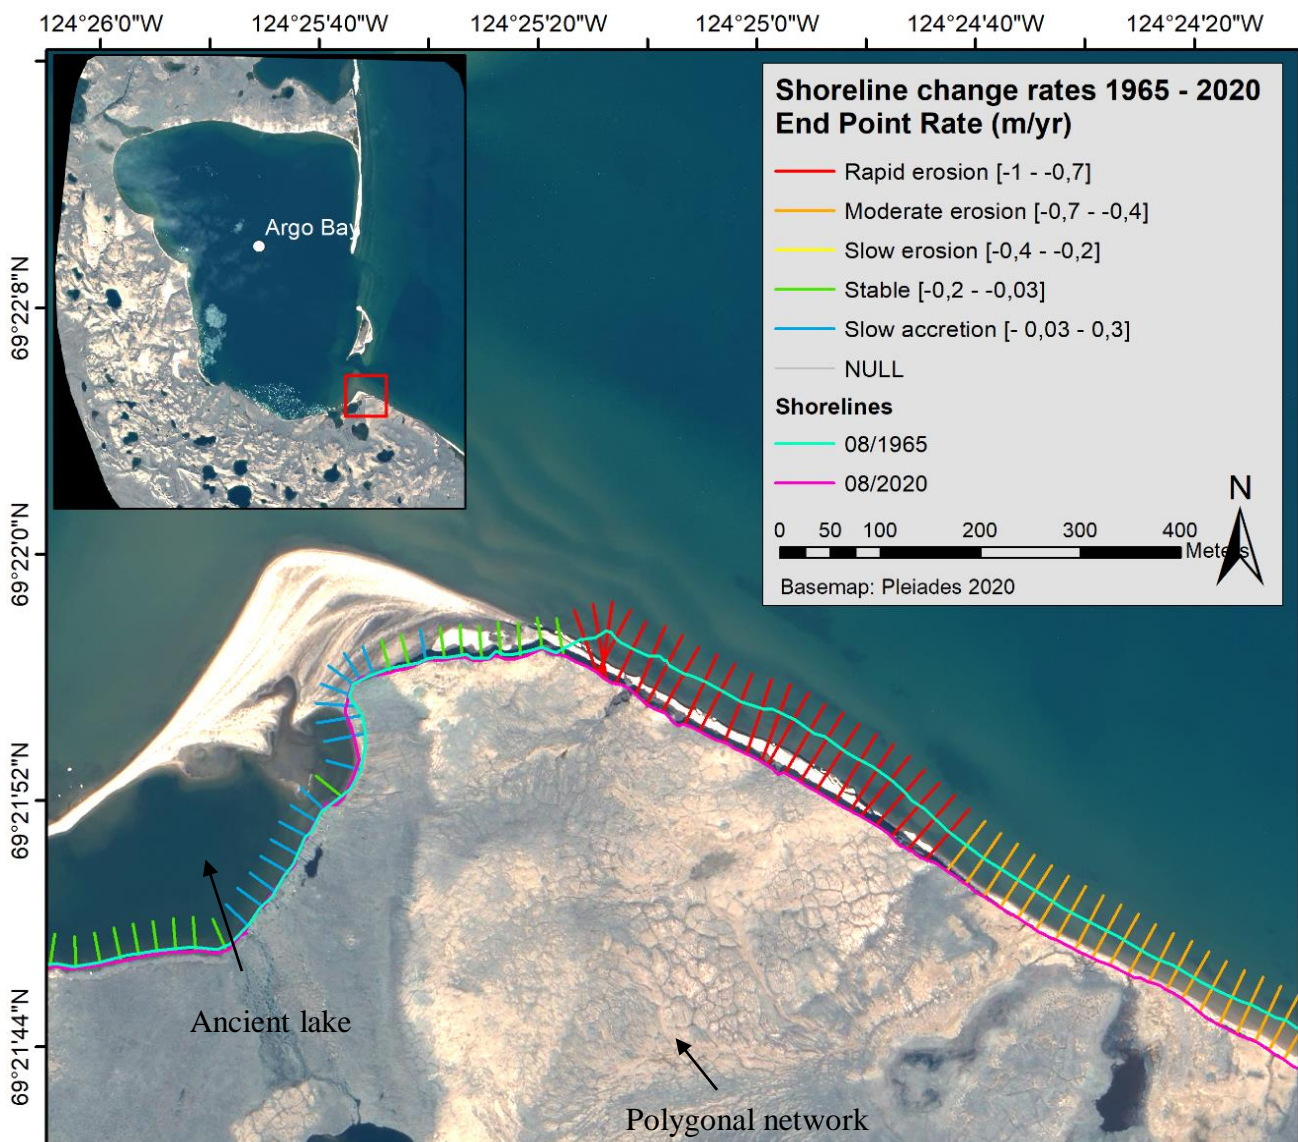 124°26'0"W 124°25'40"W 124°25'20"W 124°25'0"W 124°24'40"W 124°24'20"W
Shoreline change rates 1965 - 2020
End Point Rate (m/yr)
Rapid erosion [-1 - -0,7]
Moderate erosion [-0,7 - -0,4]
Slow erosion [-0,4 - -0,2]
Stable [-0,2 - -0,03]
Slow accretion [- 0,03 - 0,3]
NULL
Shorelines
08/1965
08/2020
N
0 50 100 200 300 400
Meters
Basemap: Pleiades 2020
Argo Bay
69°22'8"N
69°22'0"N
69°21'52"N
69°21'44"N
Ancient lake
Polygonal network